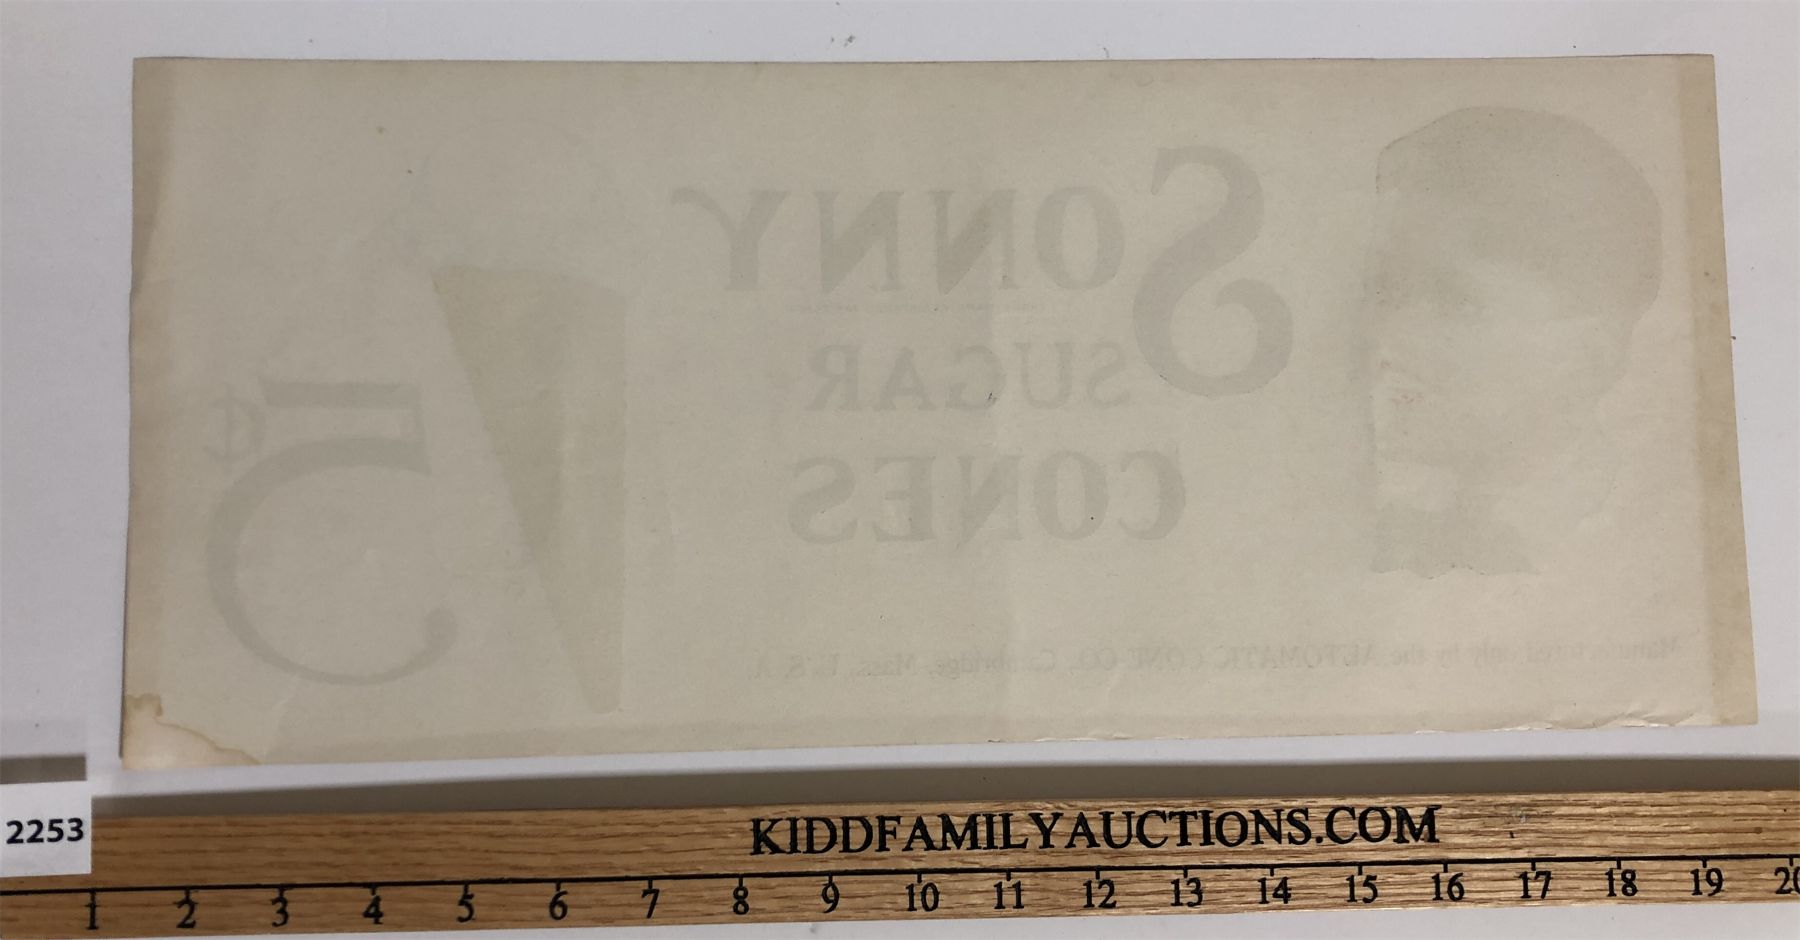 SONNY
SUGAR
CONES
5¢
Manufactured only by the AUTOMATIC CONE CO., Cambridge, Mass., U. S. A.
2253
KIDDFAMILYAUCTIONS.COM
1 2 3 4 5 6 7 8 9 10 11 12 13 14 15 16 17 18 19 20